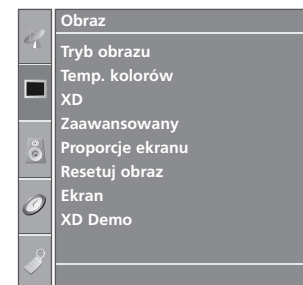 Obraz
Tryb obrazu
Temp. kolorów
XD
Zaawansowany
Proporcje ekranu
Resetuj obraz
Ekran
XD Demo